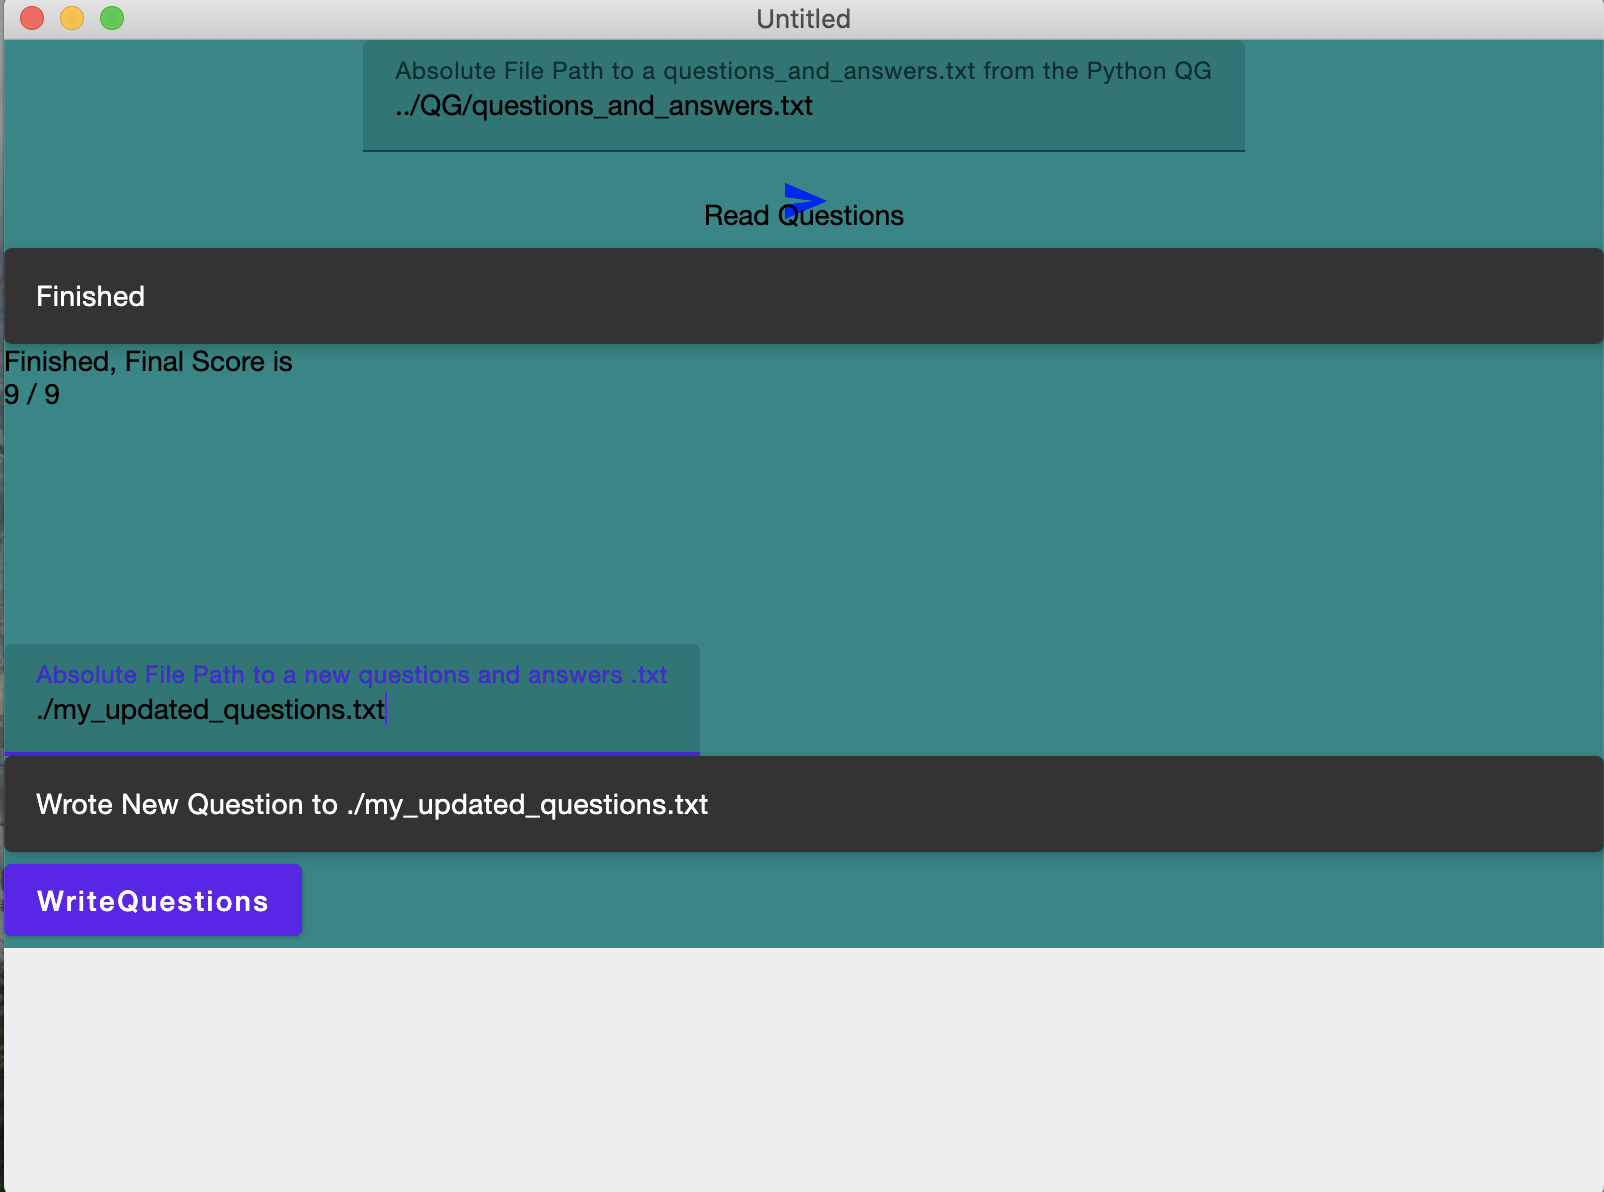 Untitled
Absolute File Path to a questions_and_answers.txt from the Python QG
../QG/questions_and_answers.txt
Read Questions
Finished
Finished, Final Score is
9 / 9
Absolute File Path to a new questions and answers .txt
./my_updated_questions.txt
Wrote New Question to ./my_updated_questions.txt
WriteQuestions